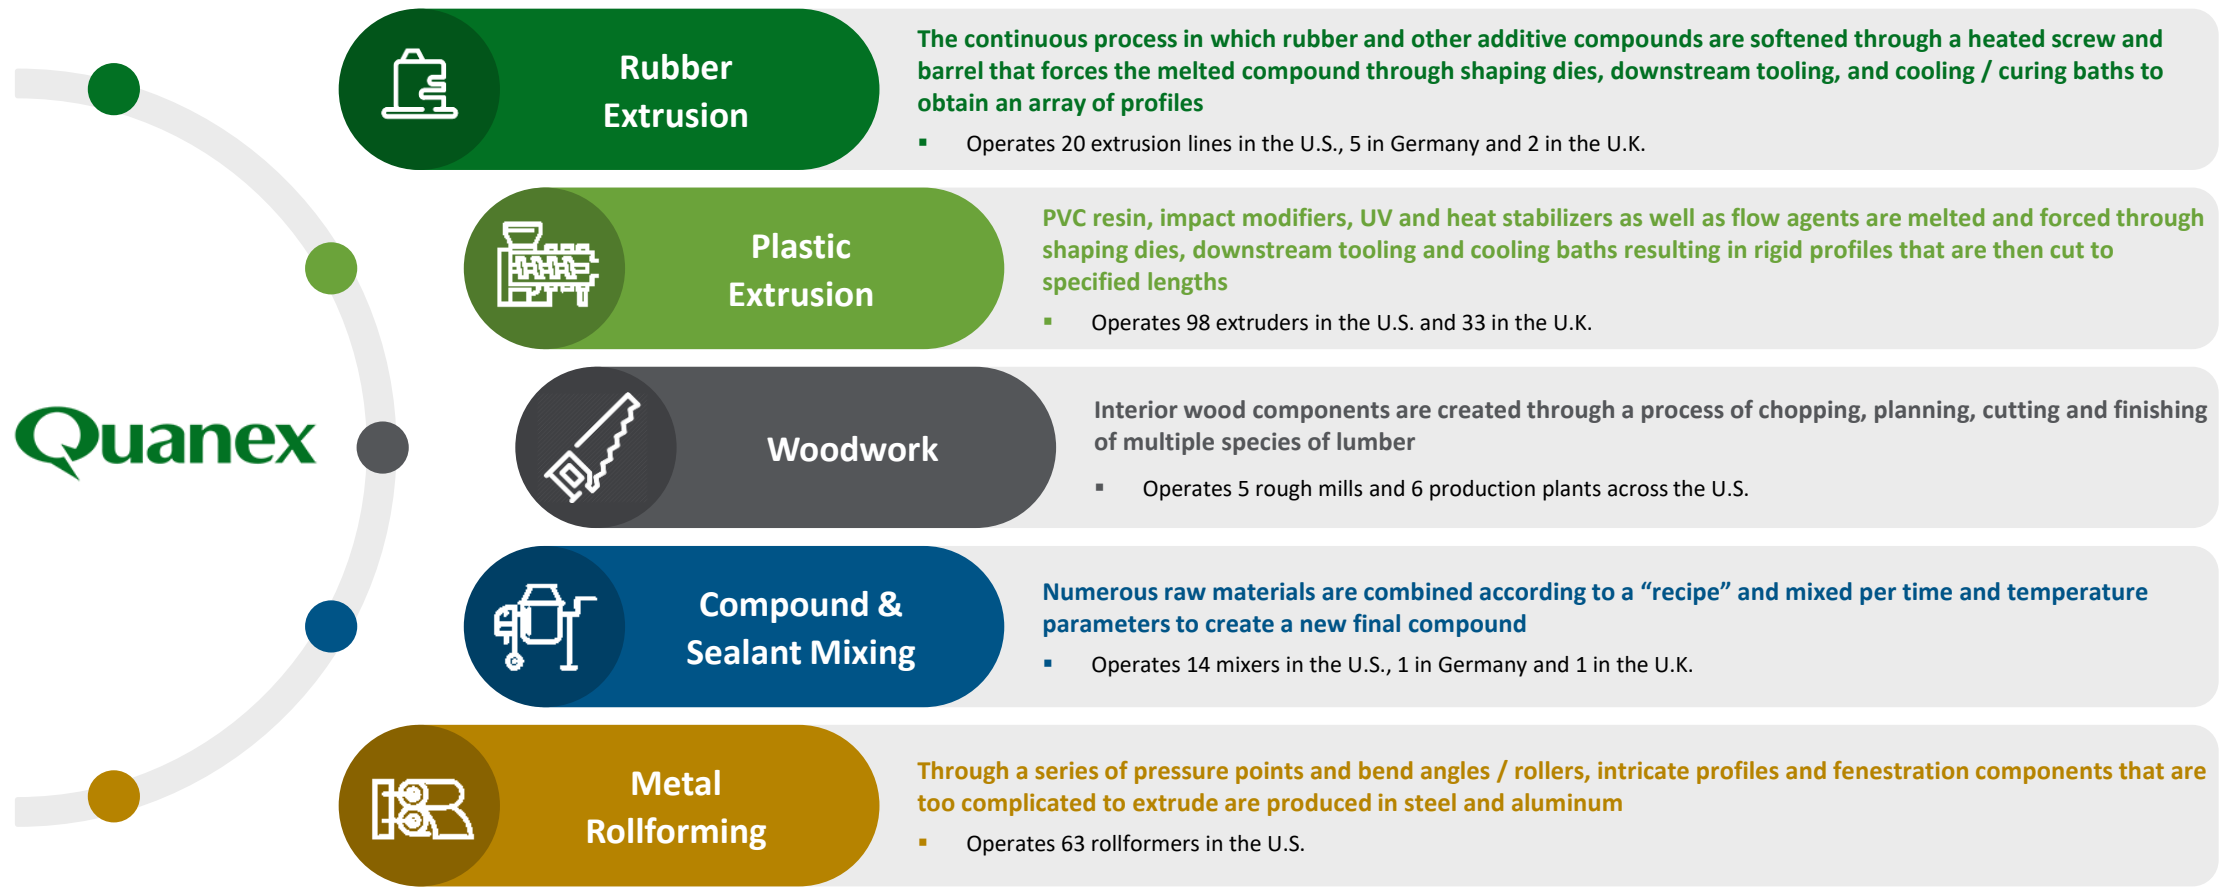 Quanex
Rubber
Extrusion
The continuous process in which rubber and other additive compounds are softened through a heated screw and
barrel that forces the melted compound through shaping dies, downstream tooling, and cooling / curing baths to
obtain an array of profiles
▪ Operates 20 extrusion lines in the U.S., 5 in Germany and 2 in the U.K.
Plastic
Extrusion
PVC resin, impact modifiers, UV and heat stabilizers as well as flow agents are melted and forced through
shaping dies, downstream tooling and cooling baths resulting in rigid profiles that are then cut to
specified lengths
▪ Operates 98 extruders in the U.S. and 33 in the U.K.
Woodwork
Interior wood components are created through a process of chopping, planning, cutting and finishing
of multiple species of lumber
▪ Operates 5 rough mills and 6 production plants across the U.S.
Compound &
Sealant Mixing
Numerous raw materials are combined according to a “recipe” and mixed per time and temperature
parameters to create a new final compound
▪ Operates 14 mixers in the U.S., 1 in Germany and 1 in the U.K.
Metal
Rollforming
Through a series of pressure points and bend angles / rollers, intricate profiles and fenestration components that are
too complicated to extrude are produced in steel and aluminum
▪ Operates 63 rollformers in the U.S.